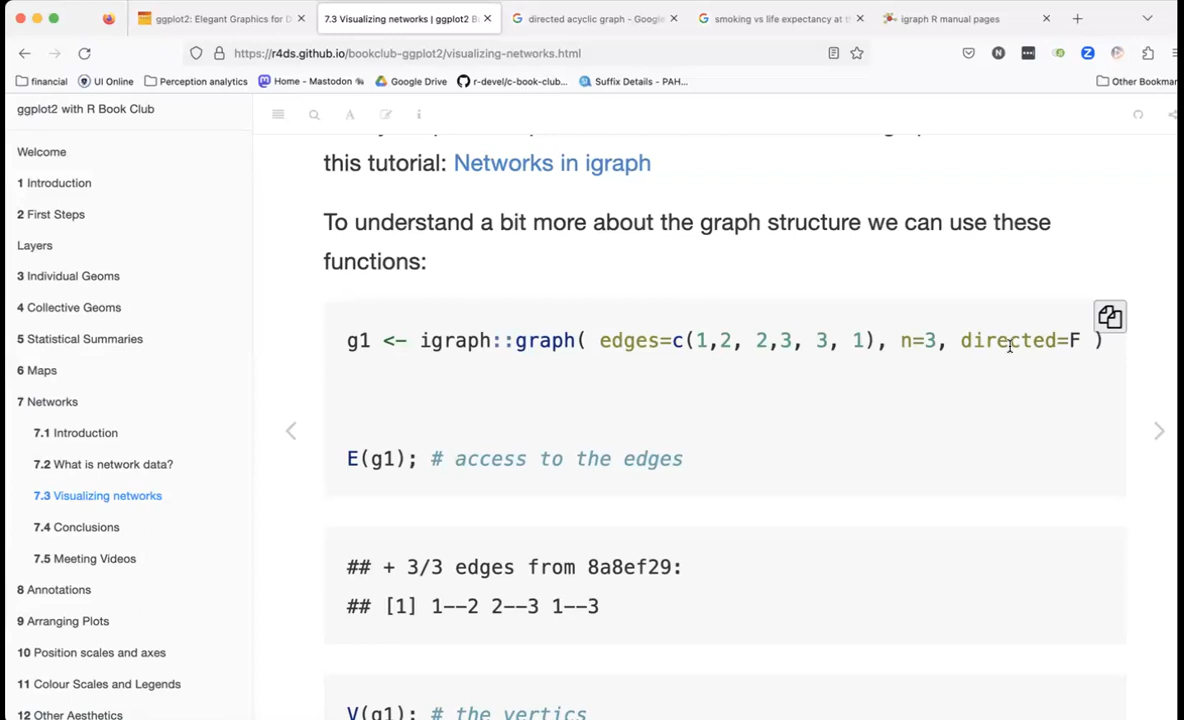 ggplot2: Elegant Graphics for D
7.3 Visualizing networks | ggplot2 B
directed acyclic graph - Google
smoking vs life expectancy at t
igraph R manual pages
https://r4ds.github.io/bookclub-ggplot2/visualizing-networks.html
financial
UI Online
Perception analytics
Home - Mastodon
Google Drive
r-devel/c-book-club...
Suffix Details - PAH...
Other Bookmar
ggplot2 with R Book Club
Welcome
1 Introduction
2 First Steps
Layers
3 Individual Geoms
4 Collective Geoms
5 Statistical Summaries
6 Maps
7 Networks
7.1 Introduction
7.2 What is network data?
7.3 Visualizing networks
7.4 Conclusions
7.5 Meeting Videos
8 Annotations
9 Arranging Plots
10 Position scales and axes
11 Colour Scales and Legends
12 Other Aesthetics
this tutorial: Networks in igraph
To understand a bit more about the graph structure we can use these
functions:
g1 <- igraph::graph( edges=c(1,2, 2,3, 3, 1), n=3, directed=F )
E(g1); # access to the edges
## + 3/3 edges from 8a8ef29:
## [1] 1--2 2--3 1--3
V(g1); # the vertics